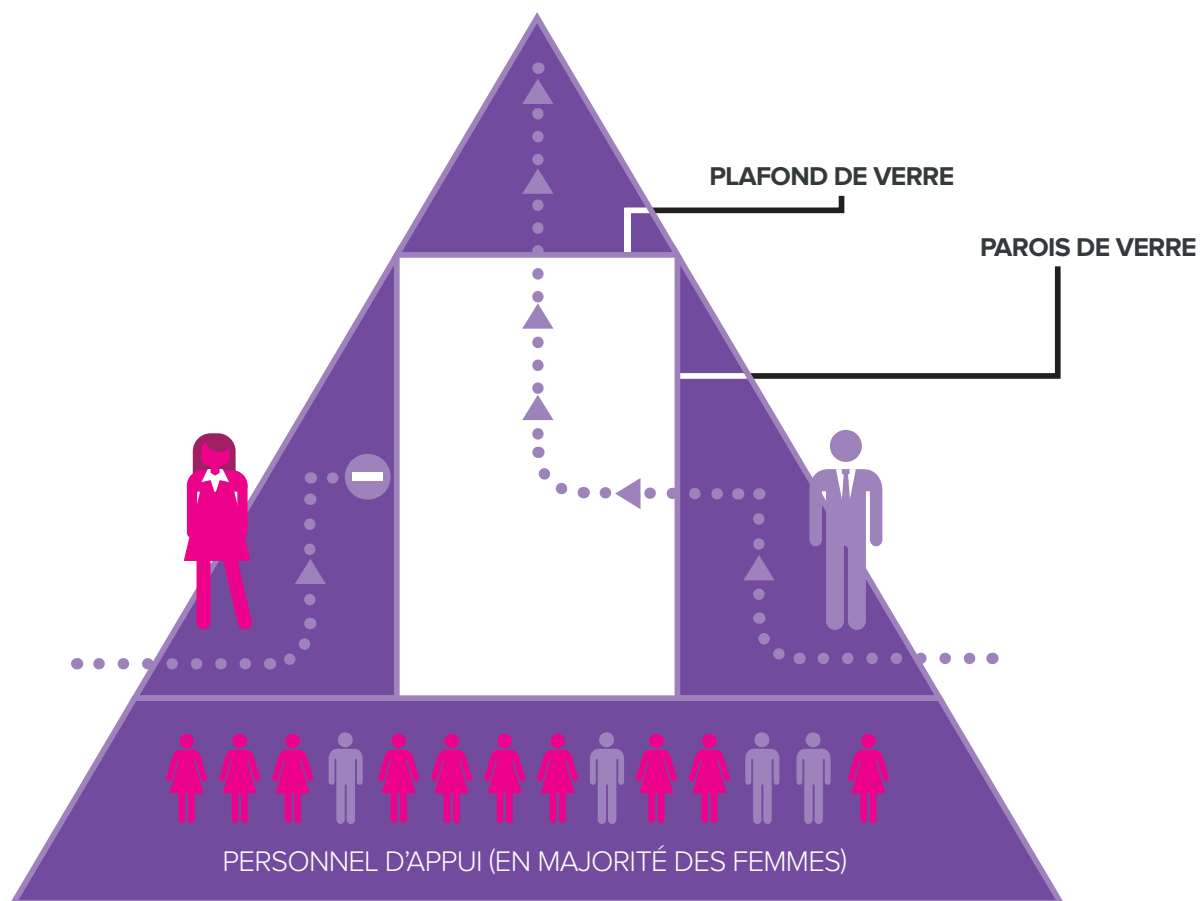 PLAFOND DE VERRE
PAROIS DE VERRE
PERSONNEL D'APPUI (EN MAJORITÉ DES FEMMES)